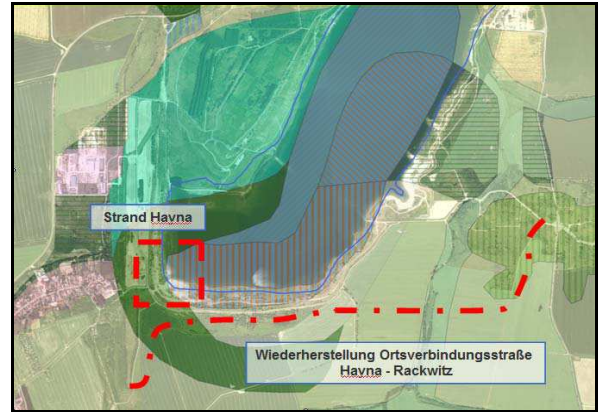 Strand Havna
Wiederherstellung Ortsverbindungsstraße
Havna - Rackwitz